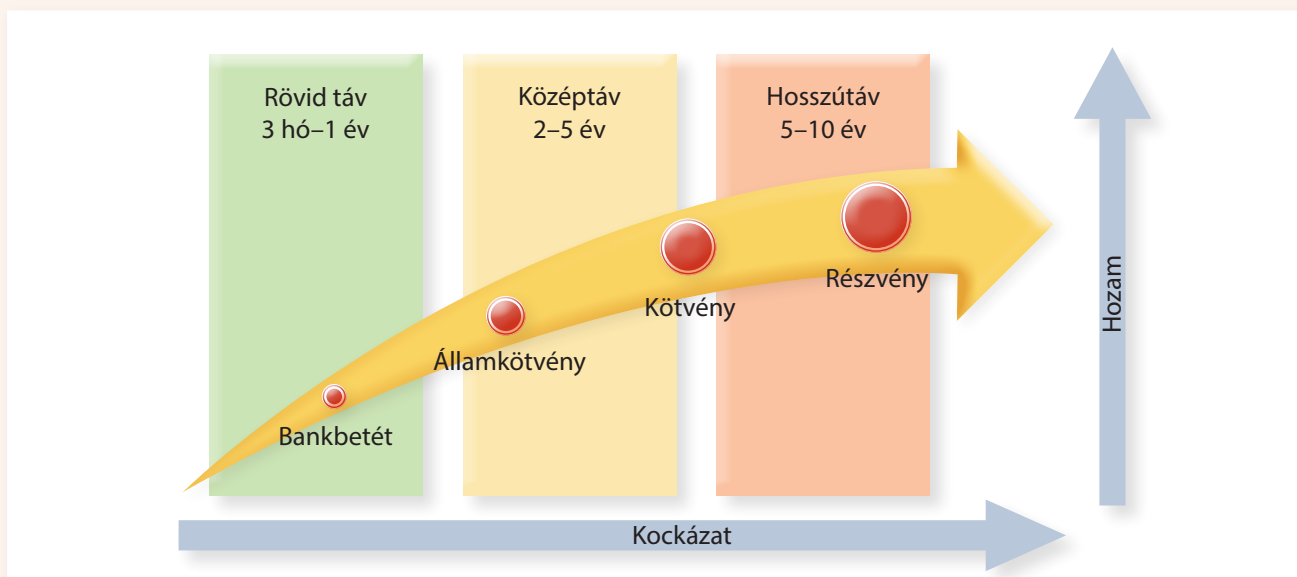 Rövid táv
3 hó–1 év
Középtáv
2–5 év
Hosszútáv
5–10 év
Részvény
Kötvény
Államkötvény
Bankbetét
Hozam
Kockázat